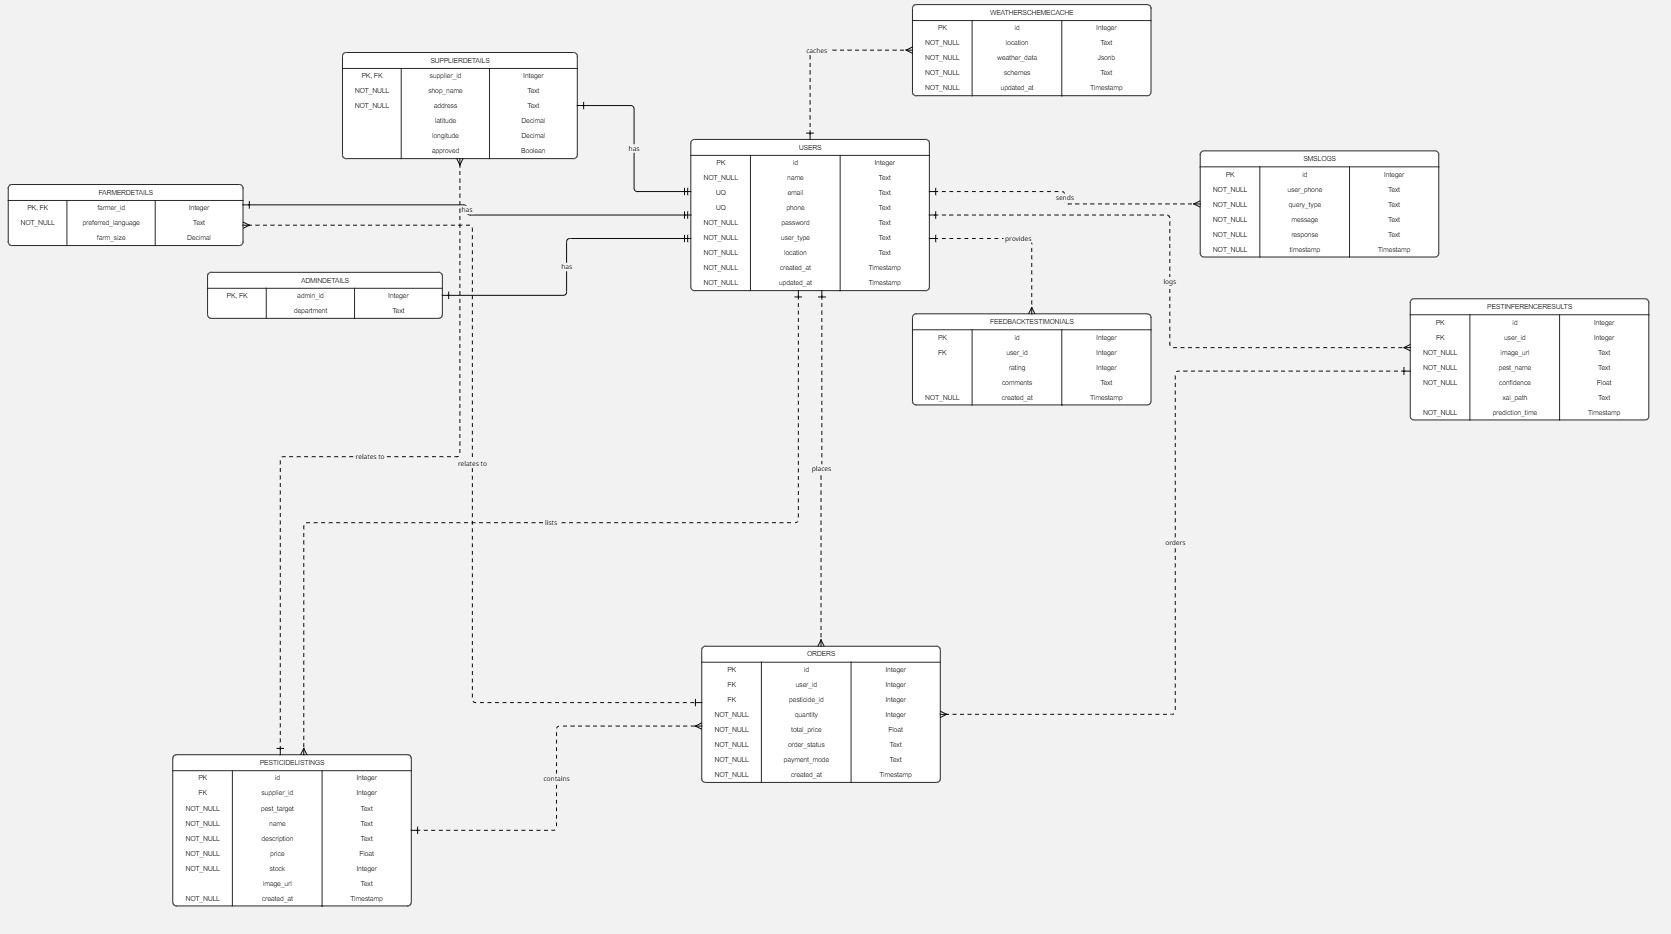 WEATHERSCHEMECACHE
PK id Integer
NOT_NULL location Text
NOT_NULL weather_data Jsonb
NOT_NULL schemes Text
NOT_NULL updated_at Timestamp
caches
SUPPLIERDETAILS
PK, FK supplier_id Integer
NOT_NULL shop_name Text
NOT_NULL address Text
latitude Decimal
longitude Decimal
approved Boolean
has
USERS
PK id Integer
NOT_NULL name Text
UQ email Text
UQ phone Text
NOT_NULL password Text
NOT_NULL user_type Text
NOT_NULL location Text
NOT_NULL created_at Timestamp
NOT_NULL updated_at Timestamp
SMSLOGS
PK id Integer
NOT_NULL user_phone Text
NOT_NULL query_type Text
NOT_NULL message Text
NOT_NULL response Text
NOT_NULL timestamp Timestamp
sends
FARMERDETAILS
PK, FK farmer_id Integer
NOT_NULL preferred_language Text
farm_size Decimal
has
provides
ADMINDETAILS
PK, FK admin_id Integer
department Text
has
logs
PESTINFERENCERESULTS
PK id Integer
FK user_id Integer
NOT_NULL image_url Text
NOT_NULL pest_name Text
NOT_NULL confidence Float
xai_path Text
NOT_NULL prediction_time Timestamp
FEEDBACKTESTIMONIALS
PK id Integer
FK user_id Integer
rating Integer
comments Text
NOT_NULL created_at Timestamp
relates to
relates to
places
lists
orders
ORDERS
PK id Integer
FK user_id Integer
FK pesticide_id Integer
NOT_NULL quantity Integer
NOT_NULL total_price Float
NOT_NULL order_status Text
NOT_NULL payment_mode Text
NOT_NULL created_at Timestamp
contains
PESTICIDELISTINGS
PK id Integer
FK supplier_id Integer
NOT_NULL pest_target Text
NOT_NULL name Text
NOT_NULL description Text
NOT_NULL price Float
NOT_NULL stock Integer
image_url Text
NOT_NULL created_at Timestamp